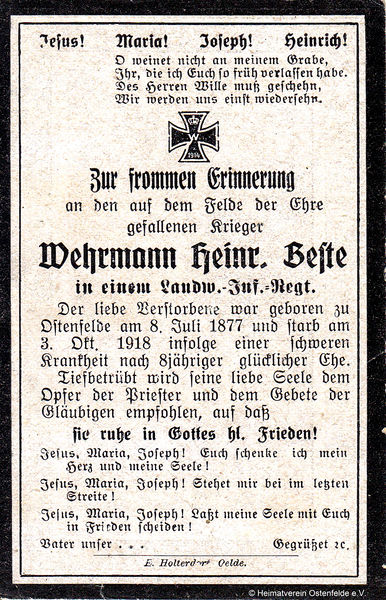 Jesus! Maria! Joseph! Heinrich!
O weinet nicht an meinem Grabe,
Ihr, die ich Euch so früh verlassen habe.
Des Herren Wille muß geschehn,
Wir werden uns einst wiedersehn.
W
1914
Zur frommen Erinnerung
an den auf dem Felde der Ehre
gefallenen Krieger
Wehrmann Heinr. Beste
in einem Landw.-Inf.-Regt.
Der liebe Verstorbene war geboren zu
Ostenfelde am 8. Juli 1877 und starb am
3. Okt. 1918 infolge einer schweren
Krankheit nach 8jähriger glücklicher Ehe.
Tiefbetrübt wird seine liebe Seele dem
Opfer der Priester und dem Gebete der
Gläubigen empfohlen, auf daß
sie ruhe in Gottes hl. Frieden!
Jesus, Maria, Joseph! Euch schenke ich mein
Herz und meine Seele!
Jesus, Maria, Joseph! Stehet mir bei im letzten
Streite!
Jesus, Maria, Joseph! Laßt meine Seele mit Euch
in Frieden scheiden!
Vater unser . . . Gegrüßet ꝛc.
E. Holterdorf Oelde.
© Heimatverein Ostenfelde e.V.